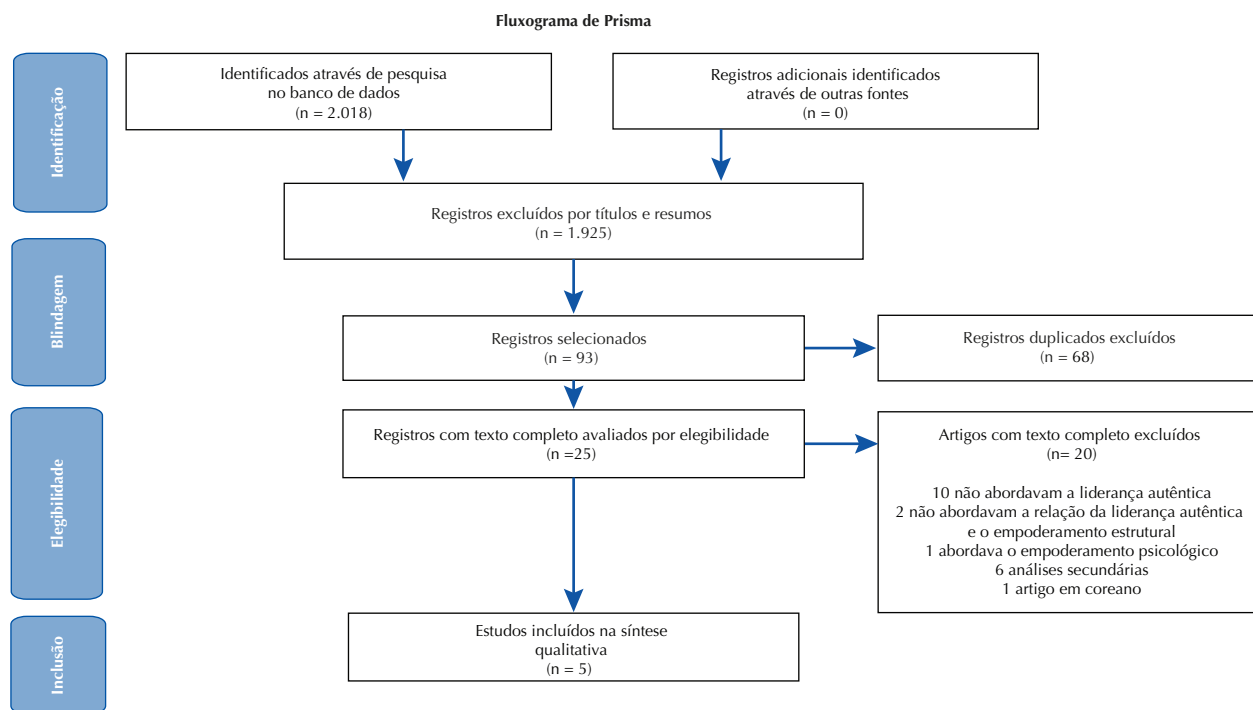 Fluxograma de Prisma
Identificação
Identificados através de pesquisa
no banco de dados
(n = 2.018)
Registros adicionais identificados
através de outras fontes
(n = 0)
Registros excluídos por títulos e resumos
(n = 1.925)
Blindagem
Registros selecionados
(n = 93)
Registros duplicados excluídos
(n = 68)
Elegibilidade
Registros com texto completo avaliados por elegibilidade
(n =25)
Artigos com texto completo excluídos
(n= 20)
10 não abordavam a liderança autêntica
2 não abordavam a relação da liderança autêntica
e o empoderamento estrutural
1 abordava o empoderamento psicológico
6 análises secundárias
1 artigo em coreano
Inclusão
Estudos incluídos na síntese
qualitativa
(n = 5)